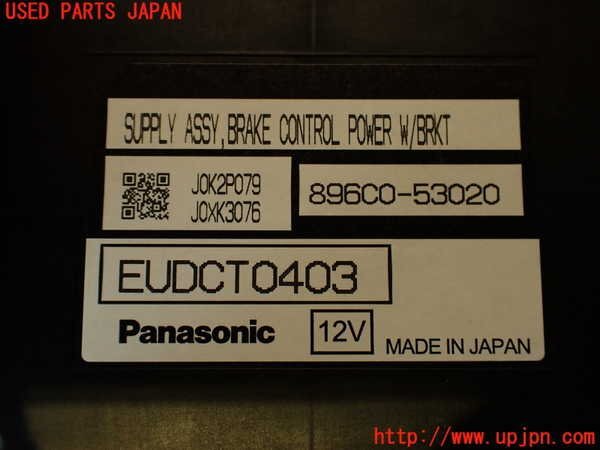 USED PARTS JAPAN
SUPPLY ASSY,BRAKE CONTROL POWER W/BRKT
J0K2P079
J0XK3076
896C0-53020
EUDCT0403
Panasonic 12V MADE IN JAPAN
http://www.upjpn.com/